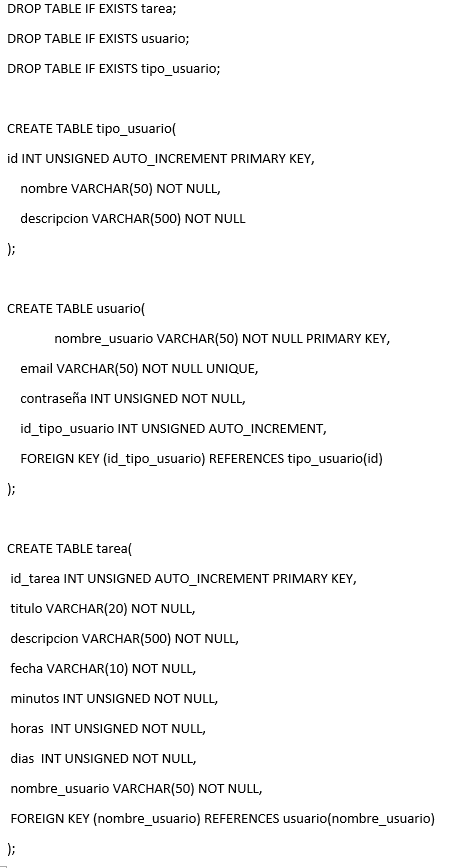 DROP TABLE IF EXISTS tarea;
DROP TABLE IF EXISTS usuario;
DROP TABLE IF EXISTS tipo_usuario;
CREATE TABLE tipo_usuario(
id INT UNSIGNED AUTO_INCREMENT PRIMARY KEY,
nombre VARCHAR(50) NOT NULL,
descripcion VARCHAR(500) NOT NULL
);
CREATE TABLE usuario(
nombre_usuario VARCHAR(50) NOT NULL PRIMARY KEY,
email VARCHAR(50) NOT NULL UNIQUE,
contraseña INT UNSIGNED NOT NULL,
id_tipo_usuario INT UNSIGNED AUTO_INCREMENT,
FOREIGN KEY (id_tipo_usuario) REFERENCES tipo_usuario(id)
);
CREATE TABLE tarea(
id_tarea INT UNSIGNED AUTO_INCREMENT PRIMARY KEY,
titulo VARCHAR(20) NOT NULL,
descripcion VARCHAR(500) NOT NULL,
fecha VARCHAR(10) NOT NULL,
minutos INT UNSIGNED NOT NULL,
horas  INT UNSIGNED NOT NULL,
dias  INT UNSIGNED NOT NULL,
nombre_usuario VARCHAR(50) NOT NULL,
FOREIGN KEY (nombre_usuario) REFERENCES usuario(nombre_usuario)
);